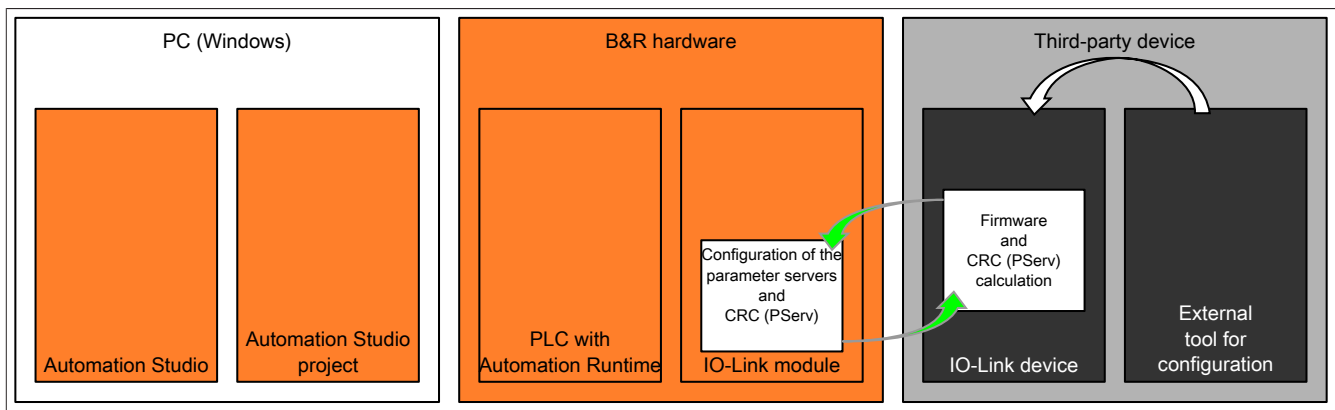 PC (Windows)
Automation Studio
Automation Studio
project
B&R hardware
PLC with
Automation Runtime
Configuration of the
parameter servers
and
CRC (PServ)
IO-Link module
Third-party device
Firmware
and
CRC (PServ)
calculation
IO-Link device
External
tool for
configuration